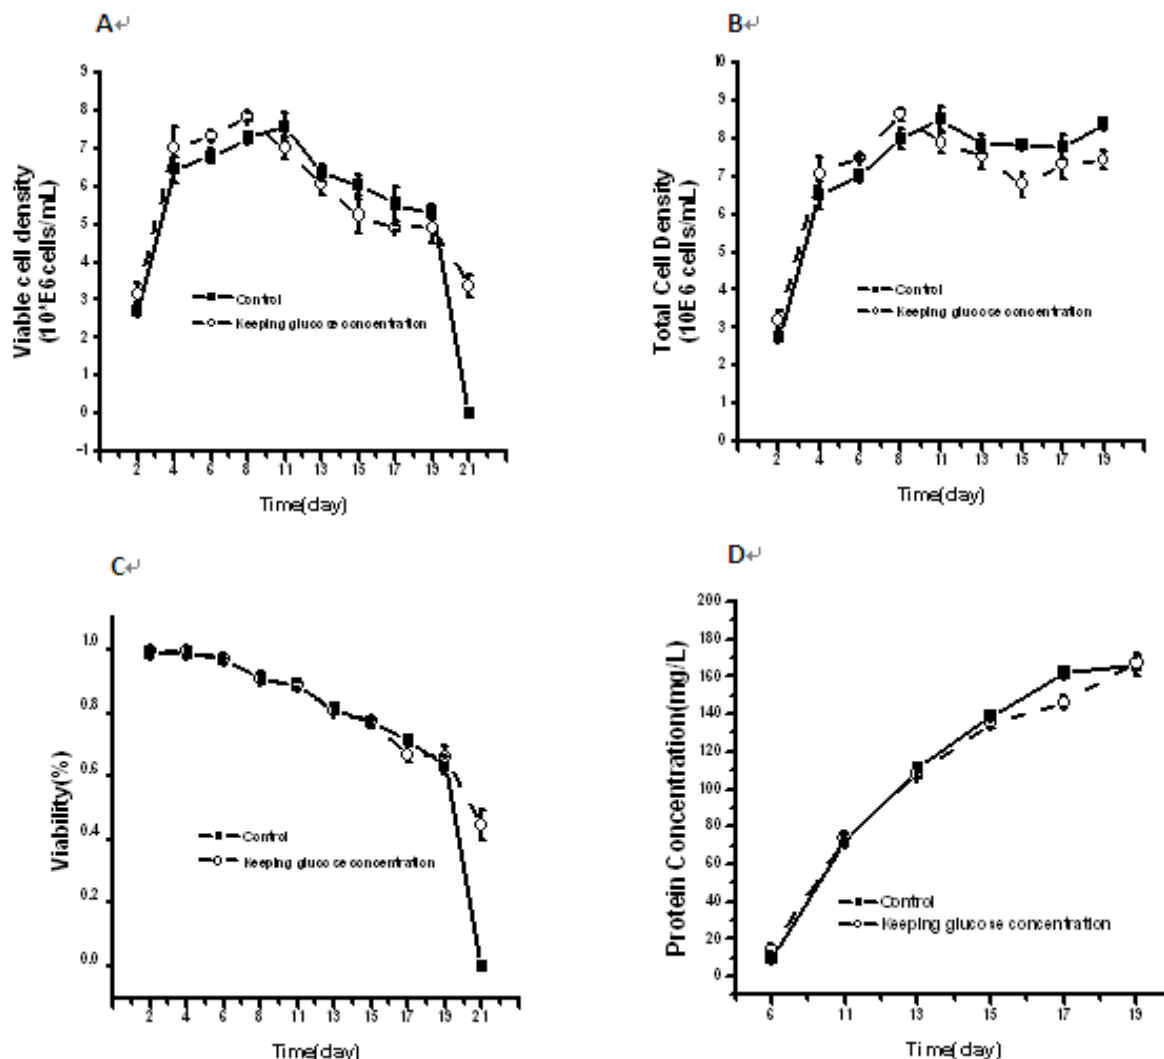 A↵
9
8
7
6
5
4
3
2
1
0
-1
Viable cell density
(10^E6 cells/mL)
Control
Keeping glucose concentration
2 4 6 8 11 13 15 17 19 21
Time(day)
B↵
10
9
8
7
6
5
4
3
2
1
0
Total Cell Density
(10E6 cells/mL)
Control
Keeping glucose concentration
2 4 6 8 11 13 15 17 19
Time(day)
C↵
1.0
0.8
0.6
0.4
0.2
0.0
Viability(%)
Control
Keeping glucose concentration
2 4 6 8 11 13 15 17 19 21
Time(day)
D↵
200
180
160
140
120
100
80
60
40
20
0
Protein Concentration(mg/L)
Control
Keeping glucose concentration
6 11 13 15 17 19
Time(day)